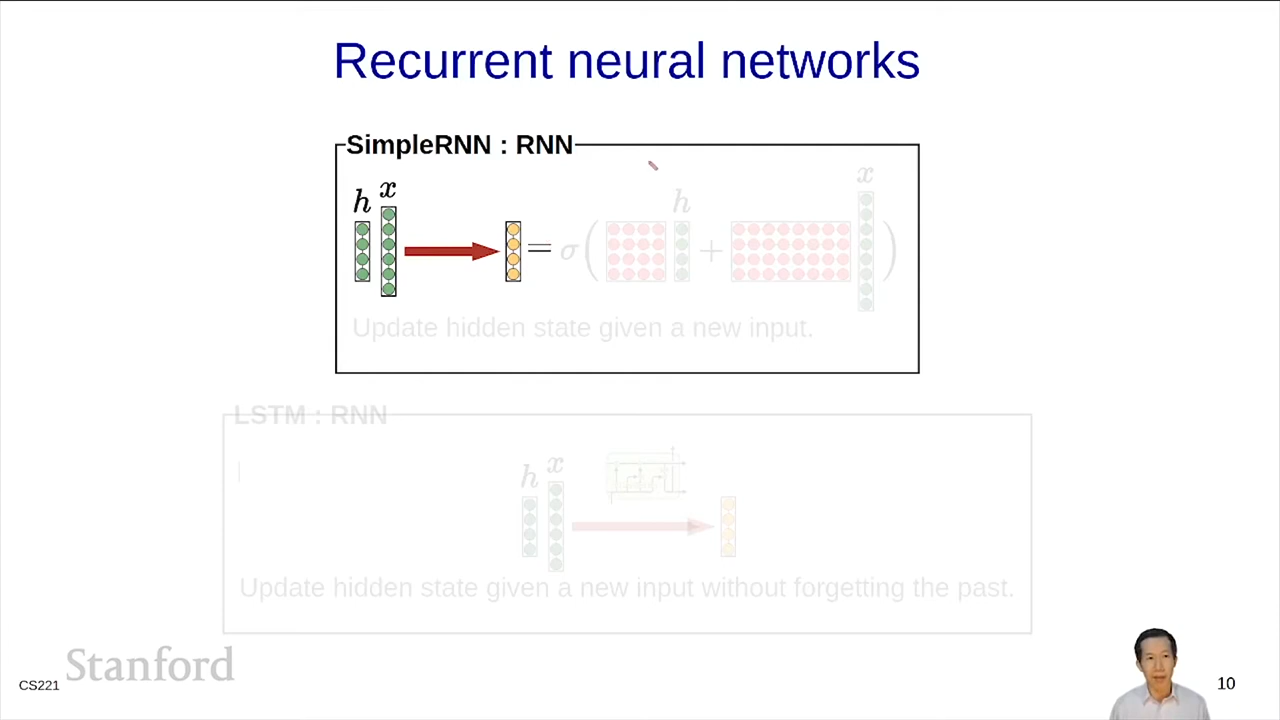 Recurrent neural networks
SimpleRNN : RNN
h x
= σ( h + x )
Update hidden state given a new input.
LSTM : RNN
h x
Update hidden state given a new input without forgetting the past.
Stanford
CS221
10